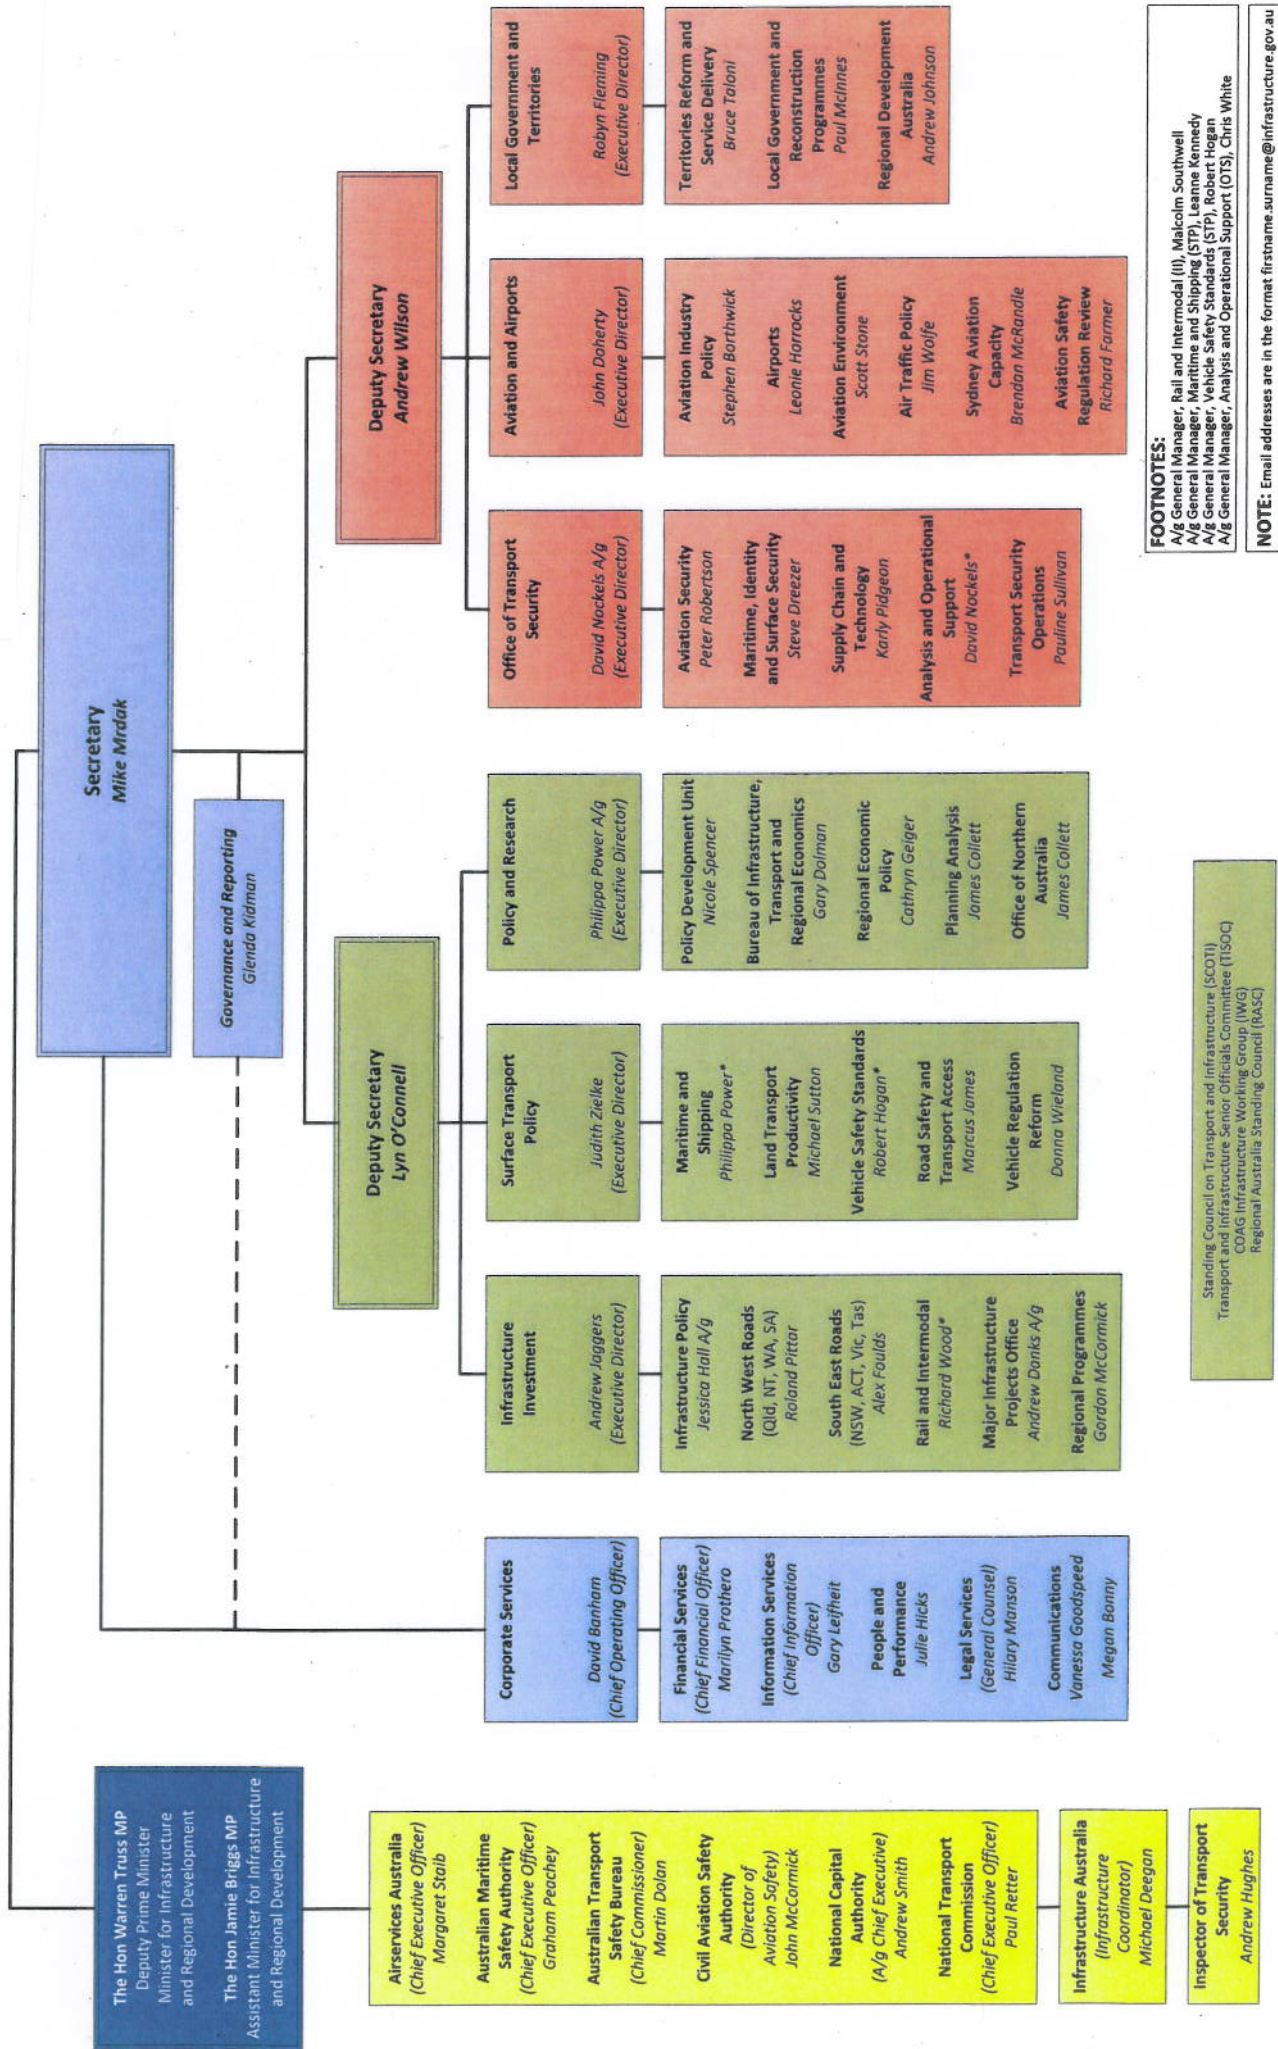 The Hon Warren Truss MP
Deputy Prime Minister
Minister for Infrastructure
and Regional Development
The Hon Jamie Briggs MP
Assistant Minister for Infrastructure
and Regional Development
Airservices Australia
(Chief Executive Officer)
Margaret Staib
Australian Maritime
Safety Authority
(Chief Executive Officer)
Graham Peachey
Australian Transport
Safety Bureau
(Chief Commissioner)
Martin Dolan
Civil Aviation Safety
Authority
(Director of
Aviation Safety)
John McCormick
National Capital
Authority
(A/g Chief Executive)
Andrew Smith
National Transport
Commission
(Chief Executive Officer)
Paul Retter
Infrastructure Australia
(Infrastructure
Coordinator)
Michael Deegan
Inspector of Transport
Security
Andrew Hughes
Secretary
Mike Mrdak
Governance and Reporting
Glenda Kidman
Corporate Services
David Banham
(Chief Operating Officer)
Financial Services
(Chief Financial Officer)
Marilyn Prothero
Information Services
(Chief Information
Officer)
Gary Leifheit
People and
Performance
Julie Hicks
Legal Services
(General Counsel)
Hilary Manson
Communications
Vanessa Goodspeed
Megan Bonny
Deputy Secretary
Lyn O'Connell
Infrastructure
Investment
Andrew Jaggers
(Executive Director)
Infrastructure Policy
Jessica Hall A/g
North West Roads
(Qld, NT, WA, SA)
Roland Pittar
South East Roads
(NSW, ACT, Vic, Tas)
Alex Foulds
Rail and Intermodal
Richard Wood*
Major Infrastructure
Projects Office
Andrew Danks A/g
Regional Programmes
Gordon McCormick
Surface Transport
Policy
Judith Zielke
(Executive Director)
Maritime and
Shipping
Philippa Power*
Land Transport
Productivity
Michael Sutton
Vehicle Safety Standards
Robert Hogan*
Road Safety and
Transport Access
Marcus James
Vehicle Regulation
Reform
Donna Wieland
Policy and Research
Philippa Power A/g
(Executive Director)
Policy Development Unit
Nicole Spencer
Bureau of Infrastructure,
Transport and
Regional Economics
Gary Dolman
Regional Economic
Policy
Cathryn Geiger
Planning Analysis
James Collett
Office of Northern
Australia
James Collett
Standing Council on Transport and Infrastructure (SCOTI)
Transport and Infrastructure Senior Officials Committee (TISOC)
COAG Infrastructure Working Group (IWG)
Regional Australia Standing Council (RASC)
Deputy Secretary
Andrew Wilson
Office of Transport
Security
David Nockels A/g
(Executive Director)
Aviation Security
Peter Robertson
Maritime, Identity
and Surface Security
Steve Dreezer
Supply Chain and
Technology
Karly Pidgeon
Analysis and Operational
Support
David Nockels*
Transport Security
Operations
Pauline Sullivan
Aviation and Airports
John Doherty
(Executive Director)
Aviation Industry
Policy
Stephen Borthwick
Airports
Leonie Horrocks
Aviation Environment
Scott Stone
Air Traffic Policy
Jim Wolfe
Sydney Aviation
Capacity
Brendan McRandle
Aviation Safety
Regulation Review
Richard Farmer
Local Government and
Territories
Robyn Fleming
(Executive Director)
Territories Reform and
Service Delivery
Bruce Taloni
Local Government and
Reconstruction
Programmes
Paul McInnes
Regional Development
Australia
Andrew Johnson
FOOTNOTES:
A/g General Manager, Rail and Intermodal (II), Malcolm Southwell
A/g General Manager, Maritime and Shipping (STP), Leanne Kennedy
A/g General Manager, Vehicle Safety Standards (STP), Robert Hogan
A/g General Manager, Analysis and Operational Support (OTS), Chris White
NOTE: Email addresses are in the format firstname.surname@infrastructure.gov.au